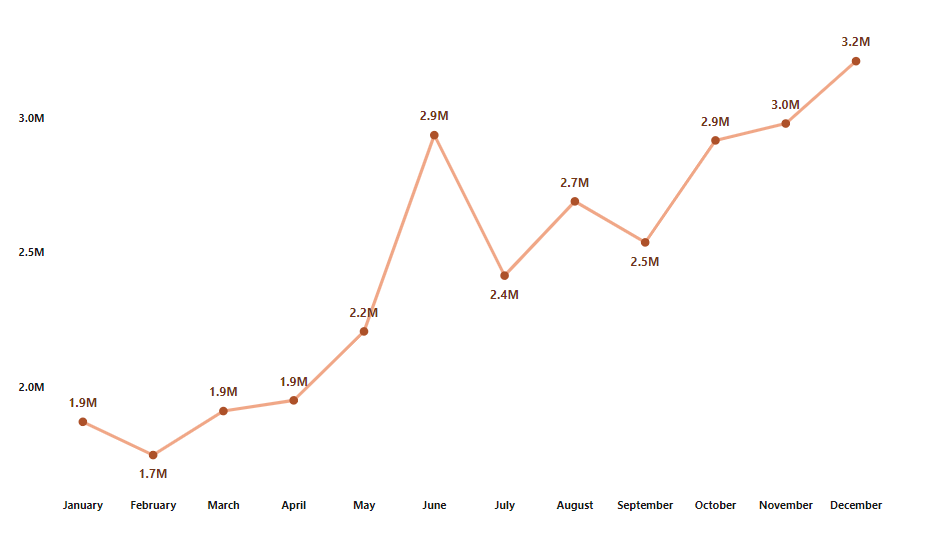 3.2M
3.0M
2.9M
3.0M
2.9M
2.7M
2.5M
2.5M
2.4M
2.2M
2.0M
1.9M
1.9M
1.9M
1.7M
January February March April May June July August September October November December